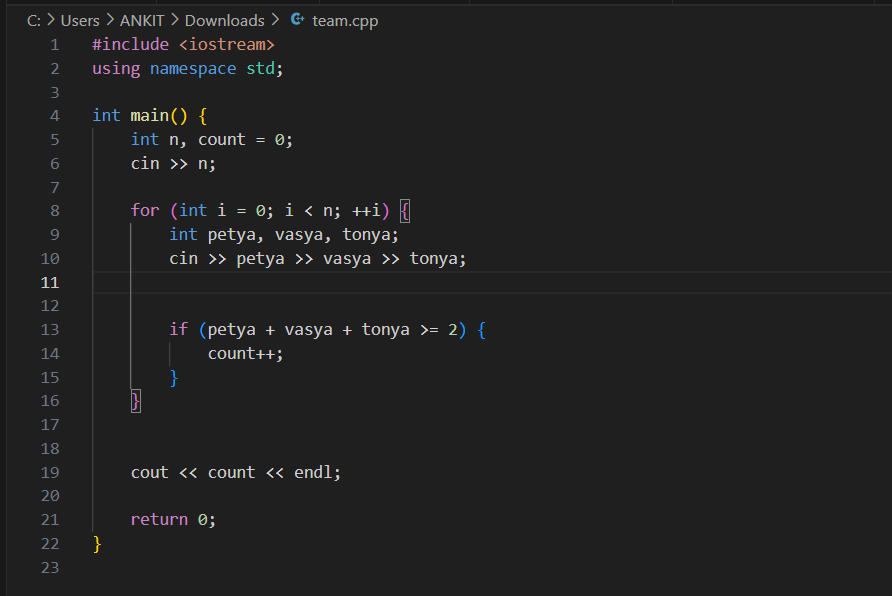 C: > Users > ANKIT > Downloads > team.cpp
1 #include <iostream>
2 using namespace std;
3
4 int main() {
5     int n, count = 0;
6     cin >> n;
7
8     for (int i = 0; i < n; ++i) {
9         int petya, vasya, tonya;
10         cin >> petya >> vasya >> tonya;
11
12
13         if (petya + vasya + tonya >= 2) {
14             count++;
15         }
16     }
17
18
19     cout << count << endl;
20
21     return 0;
22 }
23